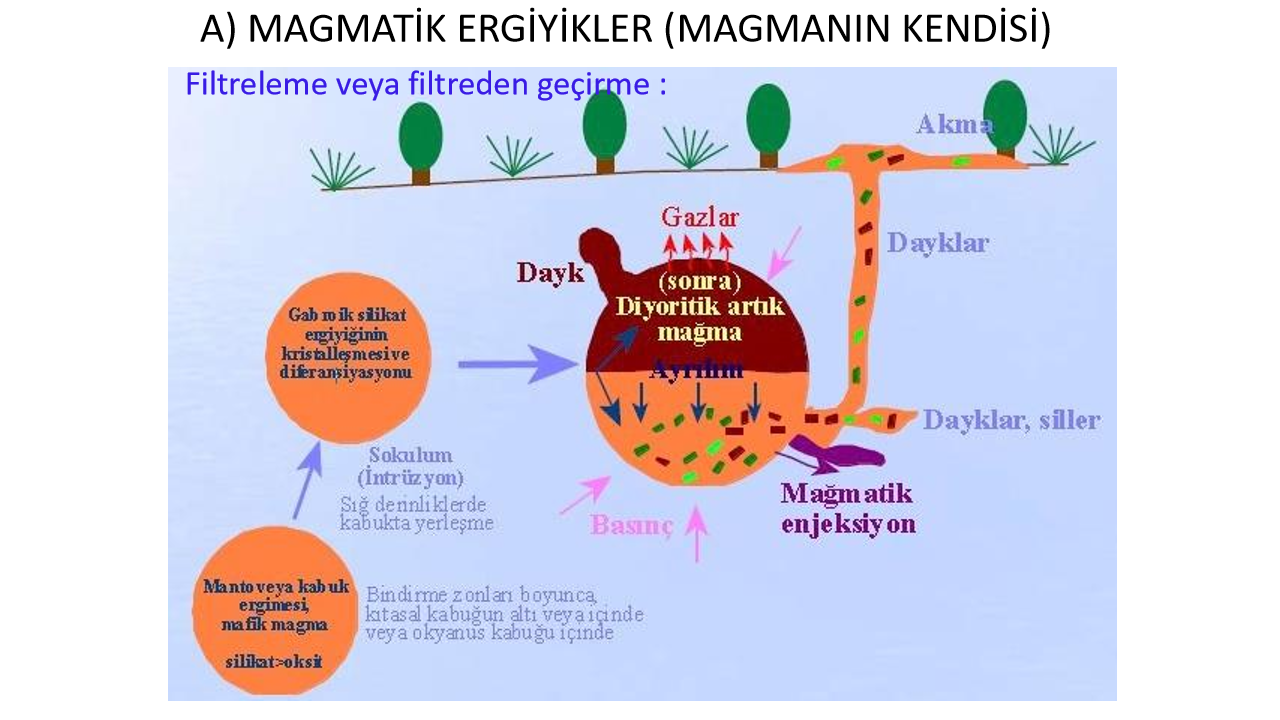 A) MAGMATİK ERGİYİKLER (MAGMANIN KENDİSİ)
Filtreleme veya filtreden geçirme :
Akma
Gazlar
Dayklar
Dayk
(sonra)
Diyoritik artık
mağma
Ayrılım
Gabroik silikat
ergiyiğinin
kristalleşmesi ve
diferansiyasyonu
Dayklar, siller
Sokulum
(İntrüzyon)
Sığ derinliklerde
kabukta yerleşme
Basınç
Mağmatik
enjeksiyon
Manto veya kabuk
ergimesi,
mafik magma
silikat>oksit
Bindirme zonları boyunca,
kıtasal kabuğun altı veya içinde
veya okyanus kabuğu içinde